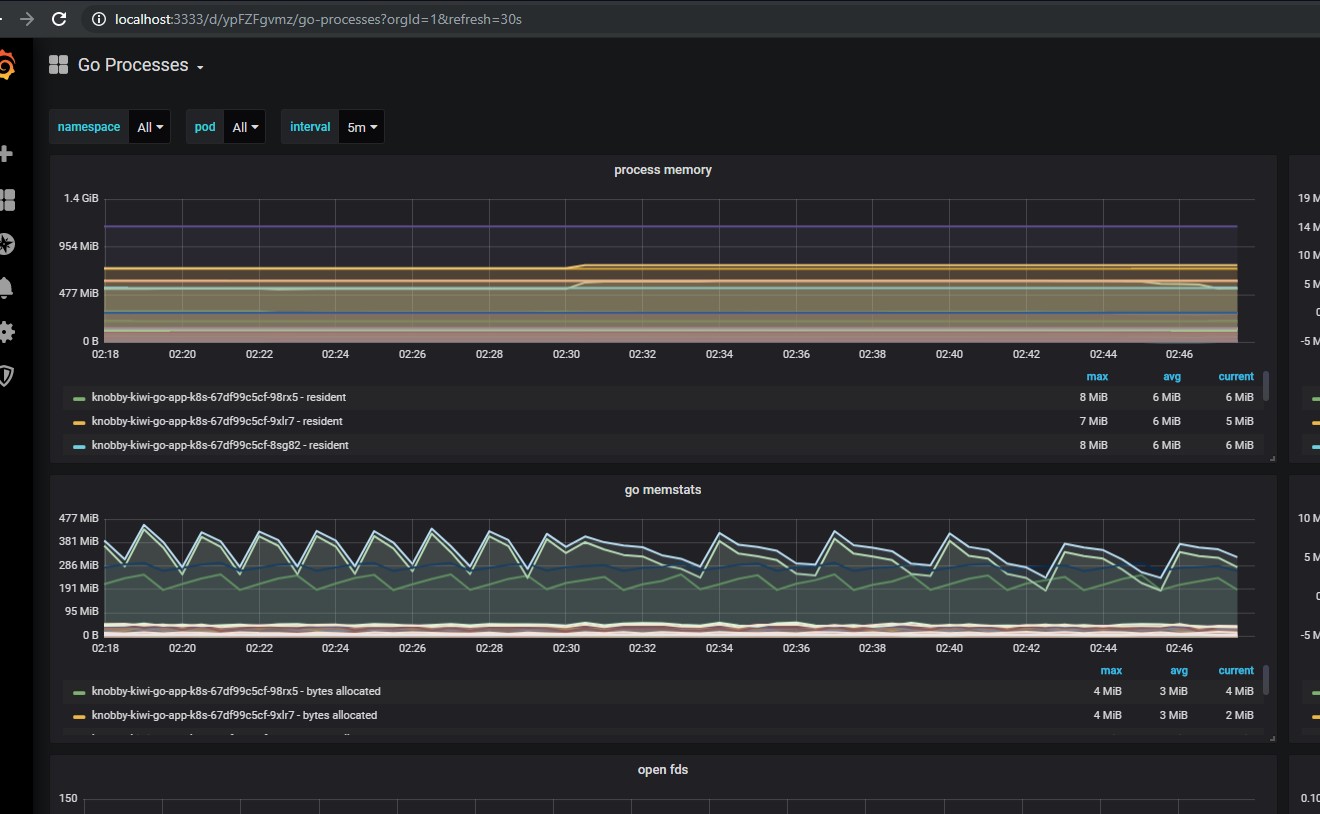 localhost:3333/d/ypFZFgvmz/go-processes?orgId=1&refresh=30s
Go Processes
namespace All pod All interval 5m
process memory
1.4 GiB
954 MiB
477 MiB
0 B
02:18 02:20 02:22 02:24 02:26 02:28 02:30 02:32 02:34 02:36 02:38 02:40 02:42 02:44 02:46
max avg current
knobby-kiwi-go-app-k8s-67df99c5cf-98rx5 - resident 8 MiB 6 MiB 6 MiB
knobby-kiwi-go-app-k8s-67df99c5cf-9xlr7 - resident 7 MiB 6 MiB 5 MiB
knobby-kiwi-go-app-k8s-67df99c5cf-8sg82 - resident 8 MiB 6 MiB 6 MiB
19 M
14 M
10 M
5 M
0
-5 M
go memstats
477 MiB
381 MiB
286 MiB
191 MiB
95 MiB
0 B
02:18 02:20 02:22 02:24 02:26 02:28 02:30 02:32 02:34 02:36 02:38 02:40 02:42 02:44 02:46
max avg current
knobby-kiwi-go-app-k8s-67df99c5cf-98rx5 - bytes allocated 4 MiB 3 MiB 4 MiB
knobby-kiwi-go-app-k8s-67df99c5cf-9xlr7 - bytes allocated 4 MiB 3 MiB 2 MiB
10 M
5 M
0
-5 M
open fds
150
0.10